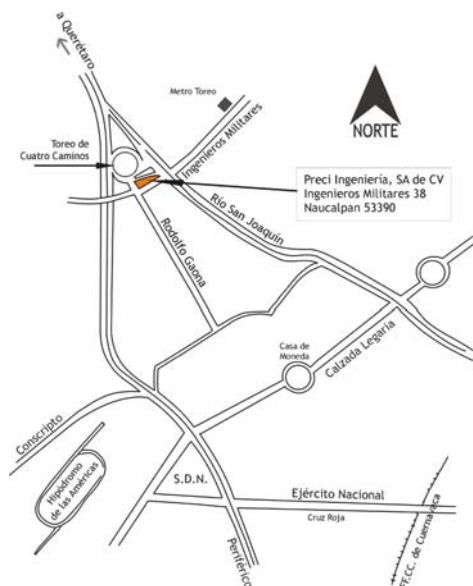 a Querétaro
Metro Toreo
Ingenieros Militares
NORTE
Toreo de
Cuatro Caminos
Preci Ingeniería, SA de CV
Ingenieros Militares 38
Naucalpan 53390
Río San Joaquín
Rodolfo Gaona
Casa de
Moneda
Calzada Legaria
Conscripto
Hipódromo
de las Américas
S.D.N.
Ejército Nacional
Cruz Roja
Periférico
FF.CC. de Cuernavaca